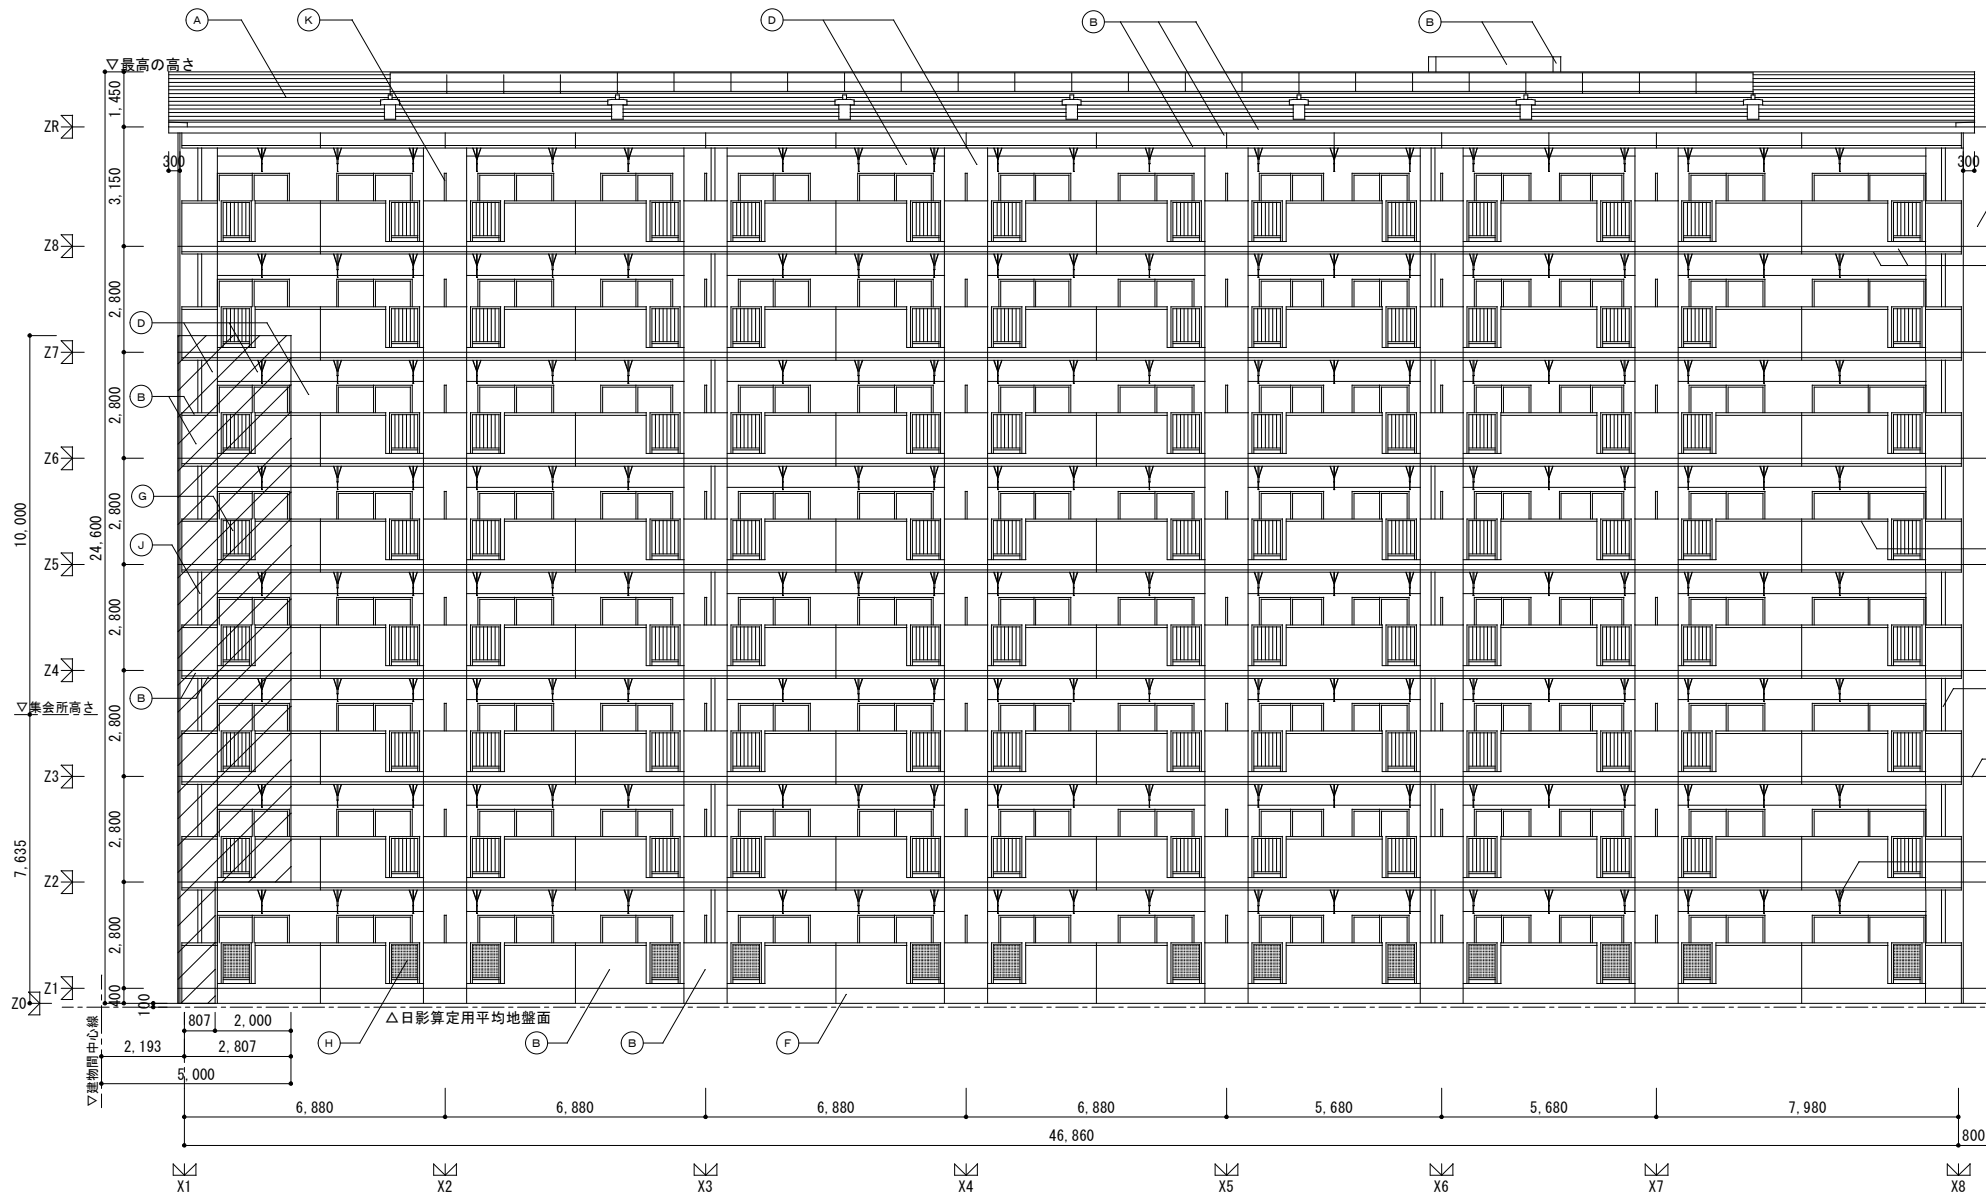 A
K
D
B
B
▽最高の高さ
1,450
ZR
300
300
3,150
Z8
2,800
D
Z7
B
2,800
Z6
G
2,800
10,000
24,600
J
Z5
2,800
Z4
B
▽集会所高さ
2,800
Z3
2,800
7,635
Z2
2,800
Z1
400
Z0
100
△日影算定用平均地盤面
807
2,000
H
B
B
F
2,193
2,807
▽建物間中心線
5,000
6,880
6,880
6,880
6,880
5,680
5,680
7,980
46,860
800
X1
X2
X3
X4
X5
X6
X7
X8